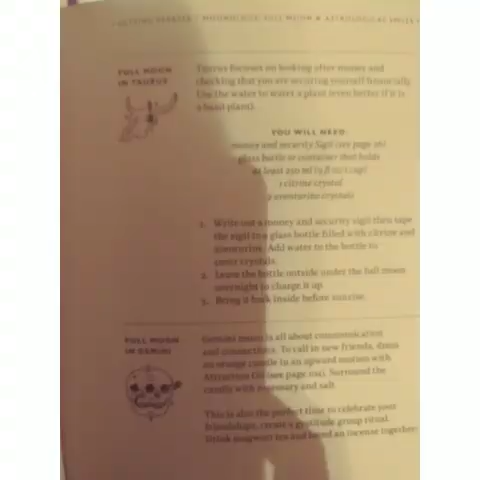 MOONCYCLE: FULL MOON & ASTROLOGICAL
FULL MOON
IN TAURUS
Taurus focuses on looking after money and
checking that you are securing yourself financially.
Use the water to water a plant (even better if it is
a basil plant).
YOU WILL NEED
money and security Sigil (see page
glass bottle or container that holds
at least 250 ml (9 fl oz/1 cup)
1 citrine crystal
2 aventurine crystals
1. Write out a money and security sigil then tape
the sigil to a glass bottle filled with citrine and
aventurine. Add water to the bottle to
cover crystals.
2. Leave the bottle outside under the full moon
overnight to charge it up.
3. Bring it back inside before sunrise.
FULL MOON
IN GEMINI
Gemini moon is all about communication
and connections. To call in new friends, dress
an orange candle in an upward motion with
Attraction Oil (see page Surround the
candle with rosemary and salt.
This is also the perfect time to celebrate your
friendships, create a gratitude group ritual.
Drink mugwort tea and an incense together